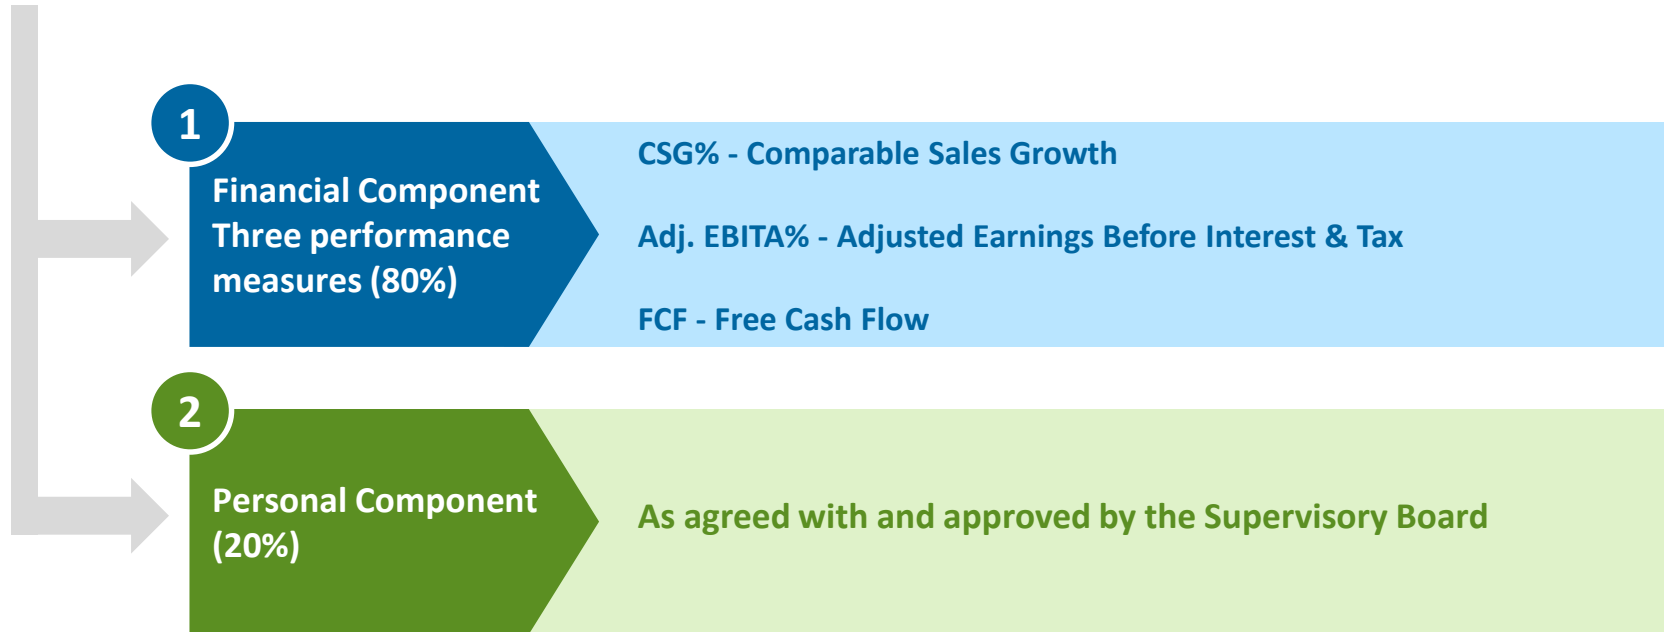 1
Financial Component
Three performance
measures (80%)
CSG% - Comparable Sales Growth
Adj. EBITA% - Adjusted Earnings Before Interest & Tax
FCF - Free Cash Flow
2
Personal Component
(20%)
As agreed with and approved by the Supervisory Board